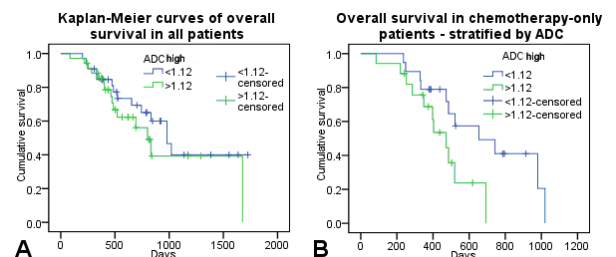 Kaplan-Meier curves of overall
survival in all patients
ADC high
<1.12
>1.12
<1.12-
censored
>1.12-
censored
Cumulative survival
1.0
0.8
0.6
0.4
0.2
0.0
0 500 1000 1500 2000
Days
A
Overall survival in chemotherapy-only
patients - stratified by ADC
ADC high
<1.12
>1.12
<1.12-censored
>1.12-censored
Cumulative survival
1.0
0.8
0.6
0.4
0.2
0.0
0 200 400 600 800 1000 1200
Days
B